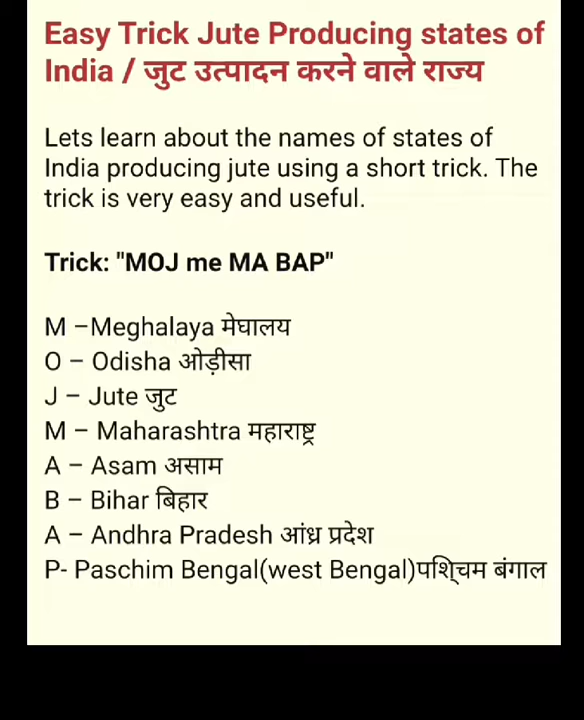 Easy Trick Jute Producing states of
India / जुट उत्पादन करने वाले राज्य
Lets learn about the names of states of
India producing jute using a short trick. The
trick is very easy and useful.
Trick: "MOJ me MA BAP"
M –Meghalaya मेघालय
O – Odisha ओड़ीसा
J – Jute जुट
M – Maharashtra महाराष्ट्र
A – Asam असाम
B – Bihar बिहार
A – Andhra Pradesh आंध्र प्रदेश
P- Paschim Bengal(west Bengal)पश्चिम बंगाल